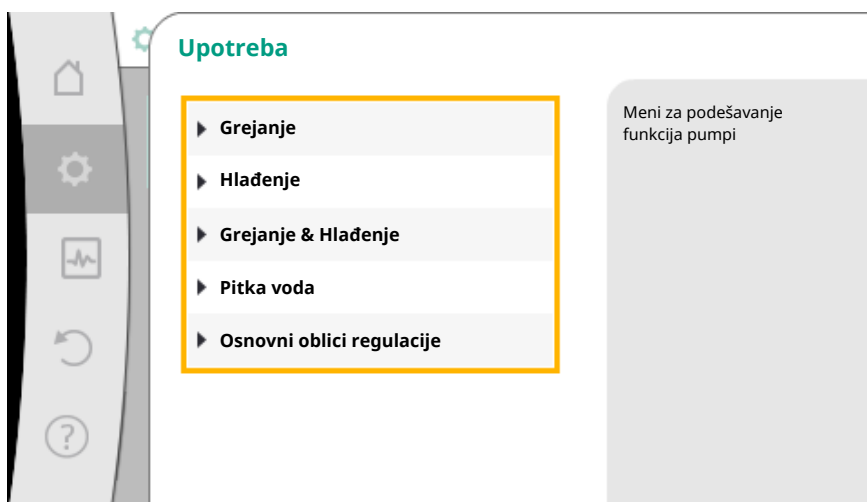 Upotreba
Grejanje
Hlađenje
Grejanje & Hlađenje
Pitka voda
Osnovni oblici regulacije
Meni za podešavanje
funkcija pumpi
?